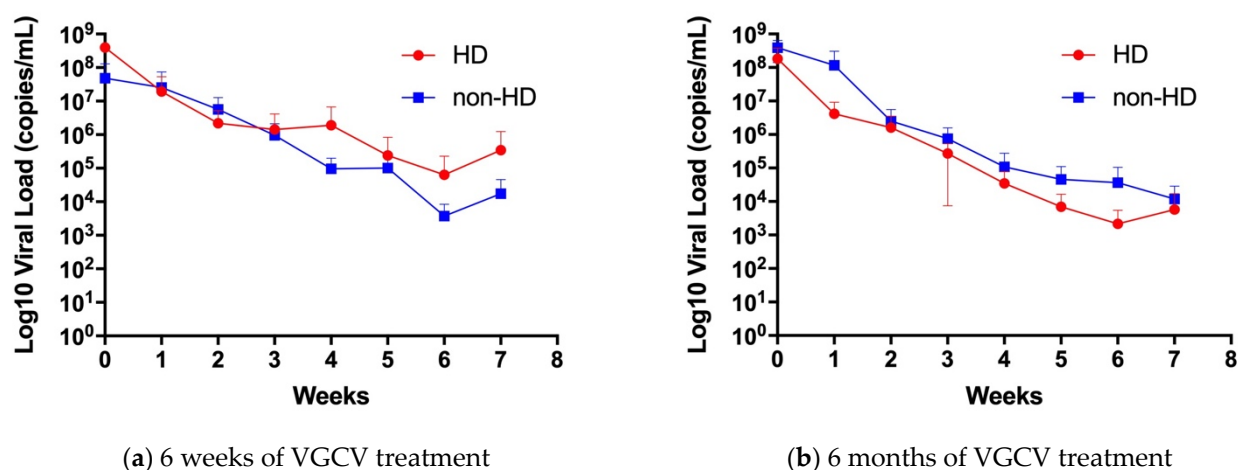 Log10 Viral Load (copies/mL)
10⁹
10⁸
10⁷
10⁶
10⁵
10⁴
10³
10²
10¹
10⁰
0 1 2 3 4 5 6 7 8
Weeks
HD
non-HD
(a) 6 weeks of VGCV treatment
Log10 Viral Load (copies/mL)
10⁹
10⁸
10⁷
10⁶
10⁵
10⁴
10³
10²
10¹
10⁰
0 1 2 3 4 5 6 7 8
Weeks
HD
non-HD
(b) 6 months of VGCV treatment